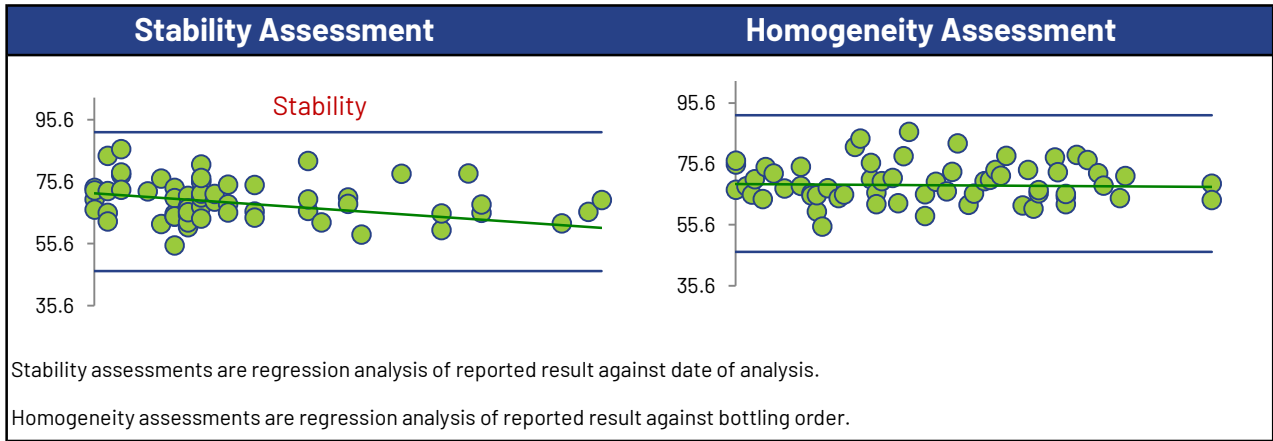 Stability Assessment
Homogeneity Assessment
Stability
95.6
75.6
55.6
35.6
95.6
75.6
55.6
35.6
Stability assessments are regression analysis of reported result against date of analysis.
Homogeneity assessments are regression analysis of reported result against bottling order.